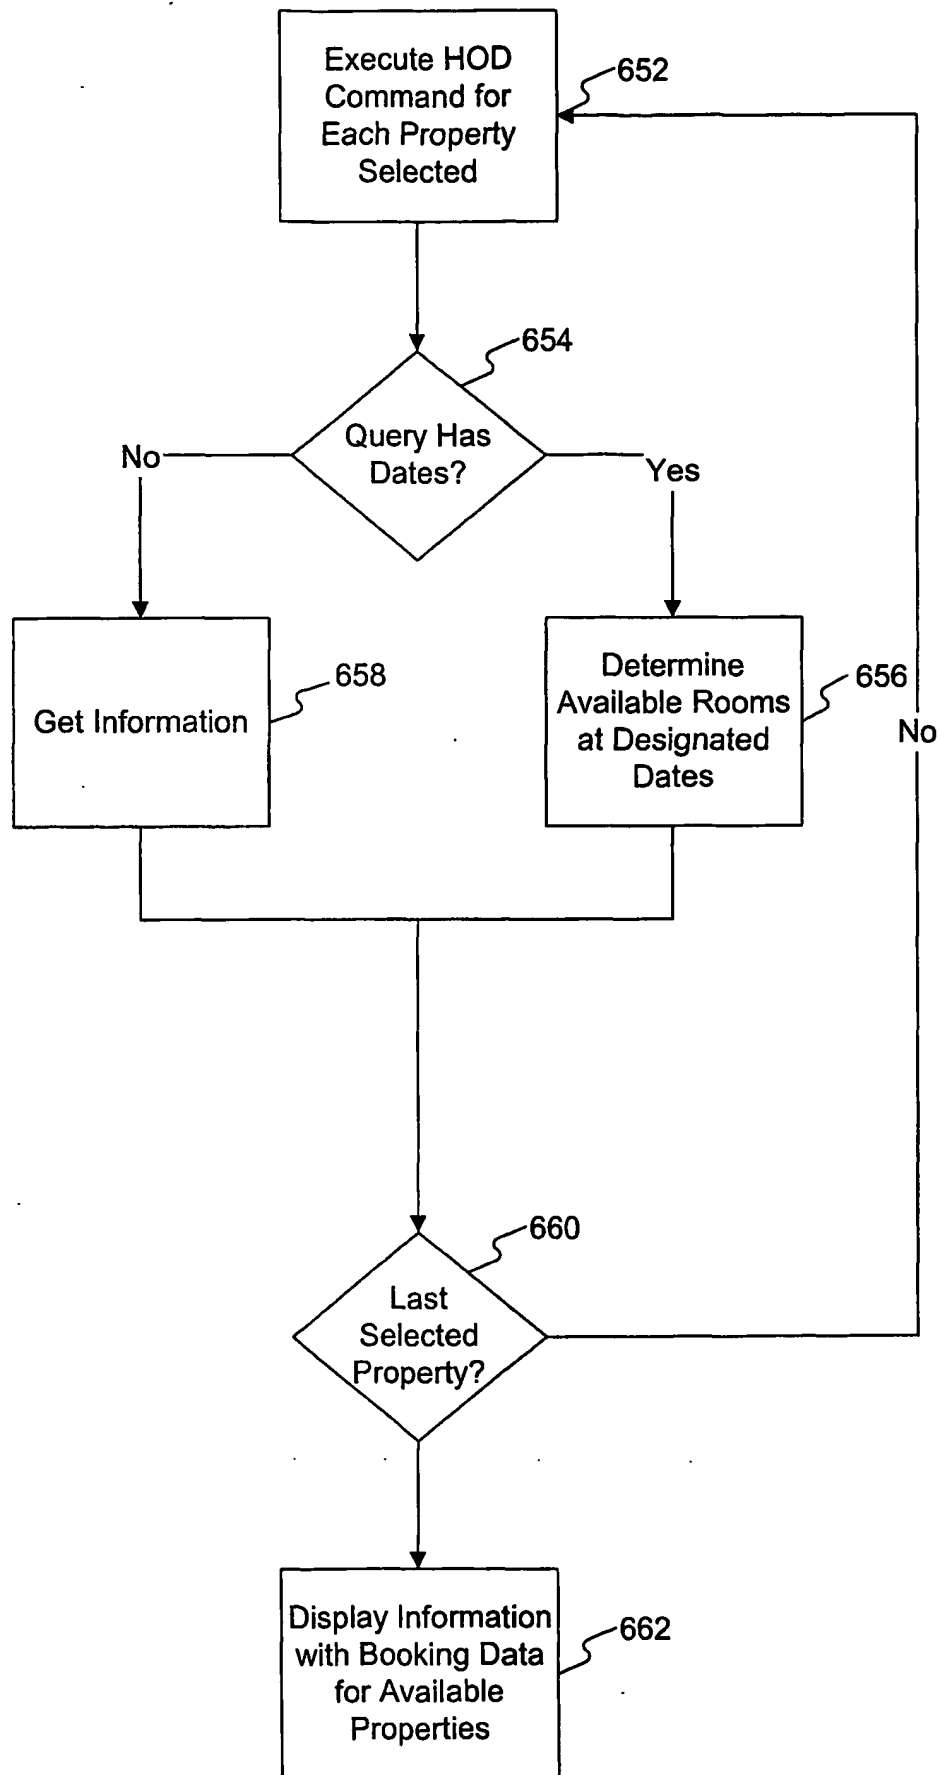 Execute HOD
Command for
Each Property
Selected
652
654
Query Has
Dates?
No
Yes
Get Information
658
Determine
Available Rooms
at Designated
Dates
656
No
660
Last
Selected
Property?
Display Information
with Booking Data
for Available
Properties
662